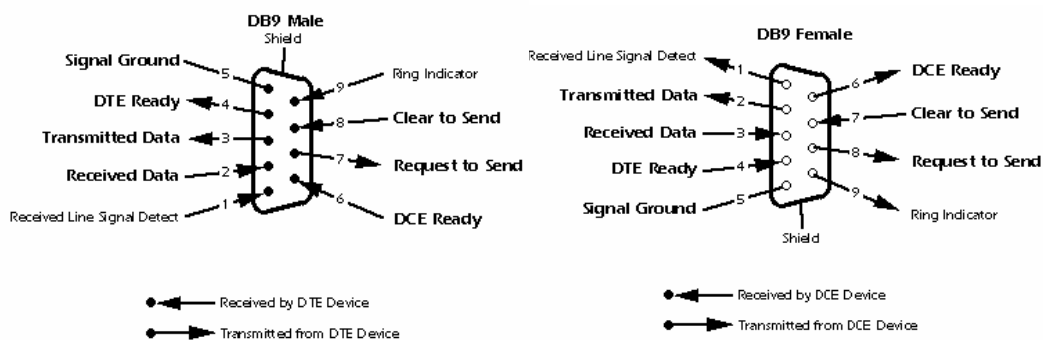 DB9 Male
Shield
Signal Ground
5
9
Ring Indicator
DTE Ready
4
8
Clear to Send
Transmitted Data
3
7
Request to Send
Received Data
2
6
DCE Ready
Received Line Signal Detect
1
Received by DTE Device
Transmitted from DTE Device
DB9 Female
Received Line Signal Detect
1
6
DCE Ready
Transmitted Data
2
7
Clear to Send
Received Data
3
8
Request to Send
DTE Ready
4
9
Ring Indicator
Signal Ground
5
Shield
Received by DCE Device
Transmitted from DCE Device